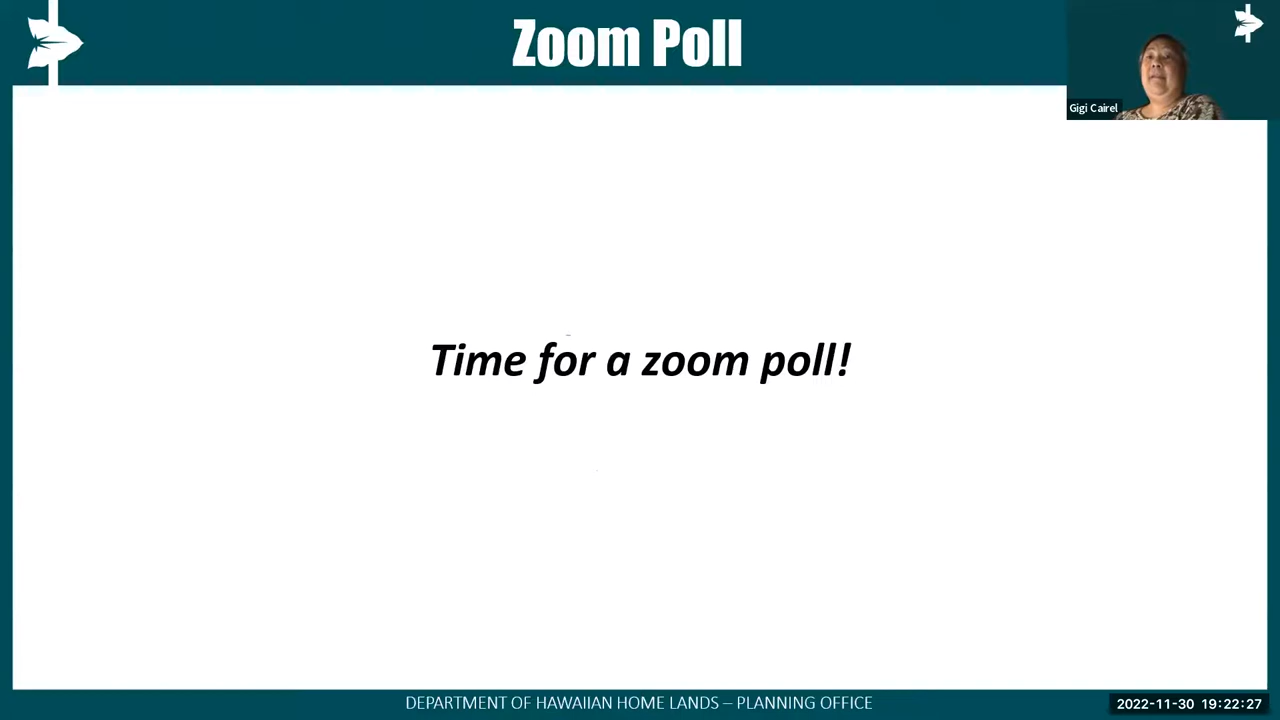 Zoom Poll
Gigi Cairel
Time for a zoom poll!
DEPARTMENT OF HAWAIIAN HOME LANDS – PLANNING OFFICE
2022-11-30 19:22:27